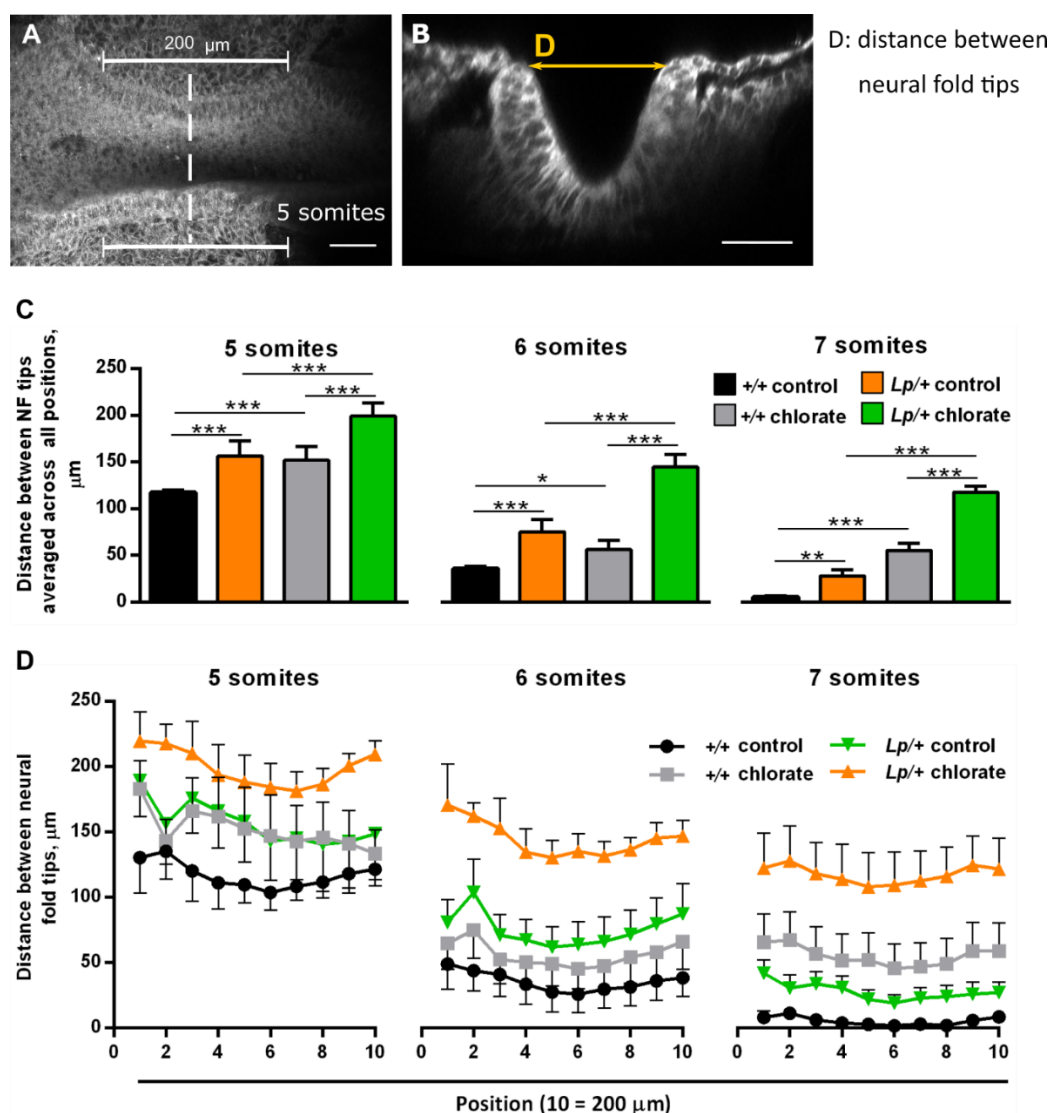 A
200 μm
5 somites
B
D
D: distance between
neural fold tips
C
5 somites
6 somites
7 somites
Distance between NF tips
averaged across all positions,
μm
250
200
150
100
50
0
***
***
***
***
***
***
***
*
***
***
***
***
**
+/+ control
Lp/+ control
+/+ chlorate
Lp/+ chlorate
D
5 somites
6 somites
7 somites
Distance between neural
fold tips, μm
250
200
150
100
50
0
+/+ control
Lp/+ control
+/+ chlorate
Lp/+ chlorate
0 2 4 6 8 10
0 2 4 6 8 10
0 2 4 6 8 10
Position (10 = 200 μm)